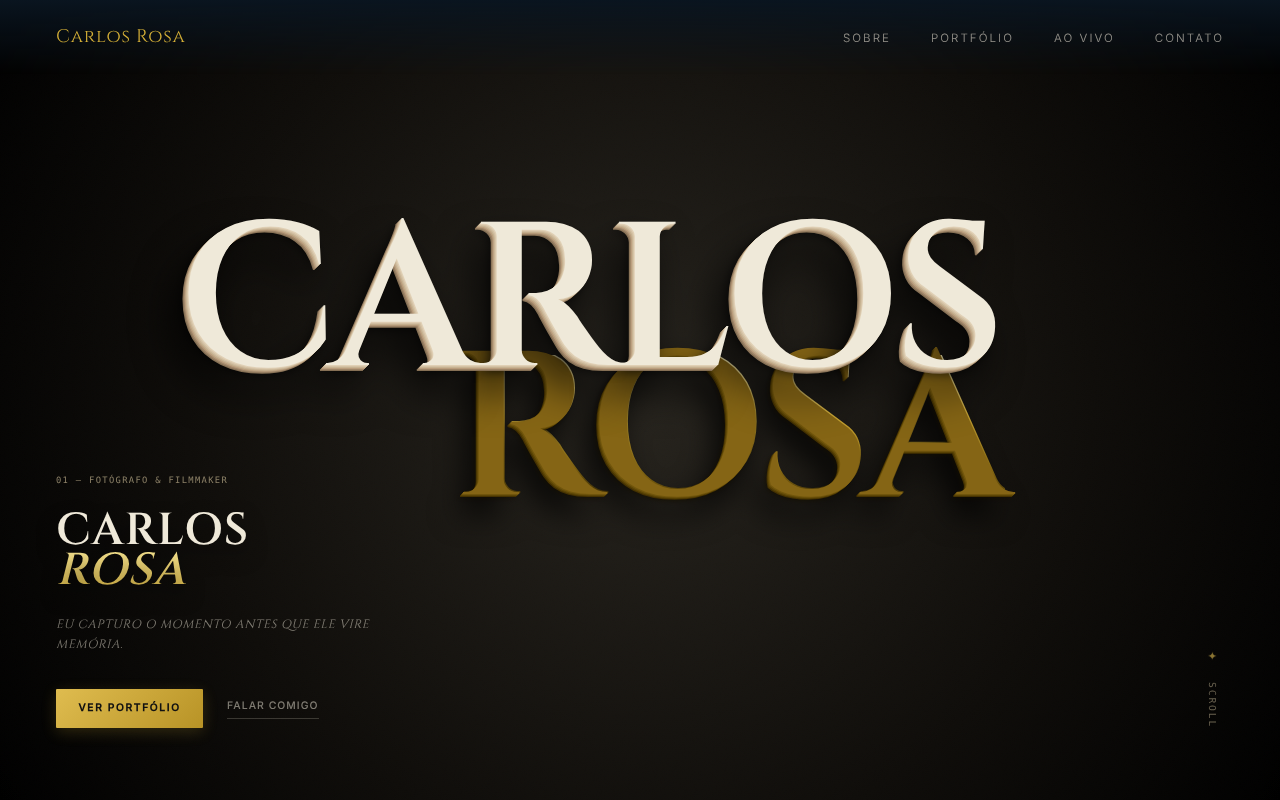 Carlos Rosa
SOBRE PORTFÓLIO AO VIVO CONTATO
CARLOS
ROSA
01 — FOTÓGRAFO & FILMMAKER
CARLOS
ROSA
EU CAPTURO O MOMENTO ANTES QUE ELE VIRE
MEMÓRIA.
VER PORTFÓLIO FALAR COMIGO
SCROLL